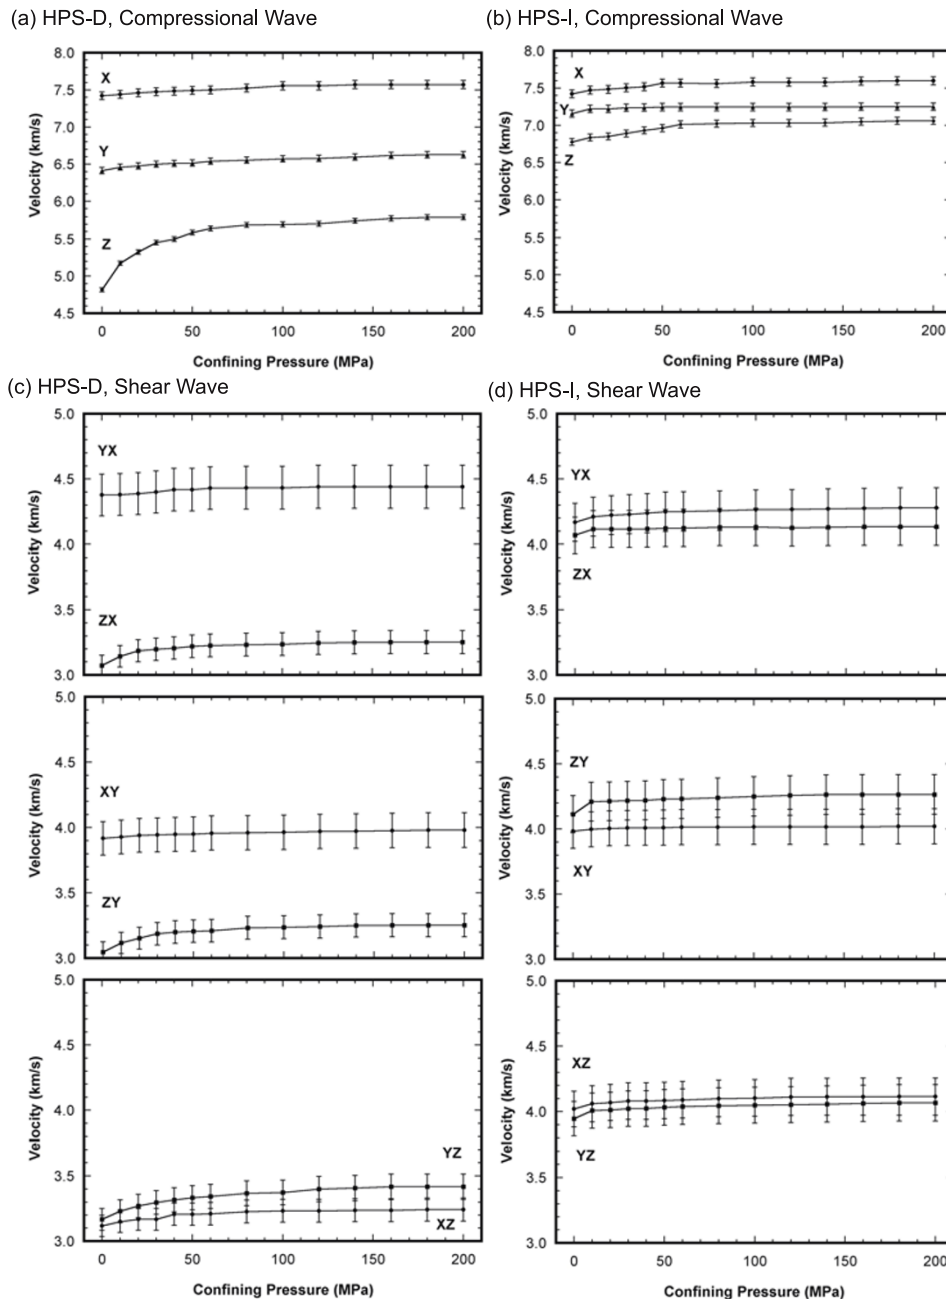 (a) HPS-D, Compressional Wave
8.0
7.5
7.0
6.5
6.0
5.5
5.0
4.5
Velocity (km/s)
X
Y
Z
0 50 100 150 200
Confining Pressure (MPa)
(b) HPS-I, Compressional Wave
8.0
7.5
7.0
6.5
6.0
5.5
5.0
4.5
Velocity (km/s)
X
Y
Z
0 50 100 150 200
Confining Pressure (MPa)
(c) HPS-D, Shear Wave
5.0
4.5
4.0
3.5
3.0
Velocity (km/s)
YX
ZX
5.0
4.5
4.0
3.5
3.0
Velocity (km/s)
XY
ZY
5.0
4.5
4.0
3.5
3.0
Velocity (km/s)
YZ
XZ
0 50 100 150 200
Confining Pressure (MPa)
(d) HPS-I, Shear Wave
5.0
4.5
4.0
3.5
3.0
Velocity (km/s)
YX
ZX
5.0
4.5
4.0
3.5
3.0
Velocity (km/s)
ZY
XY
5.0
4.5
4.0
3.5
3.0
Velocity (km/s)
XZ
YZ
0 50 100 150 200
Confining Pressure (MPa)